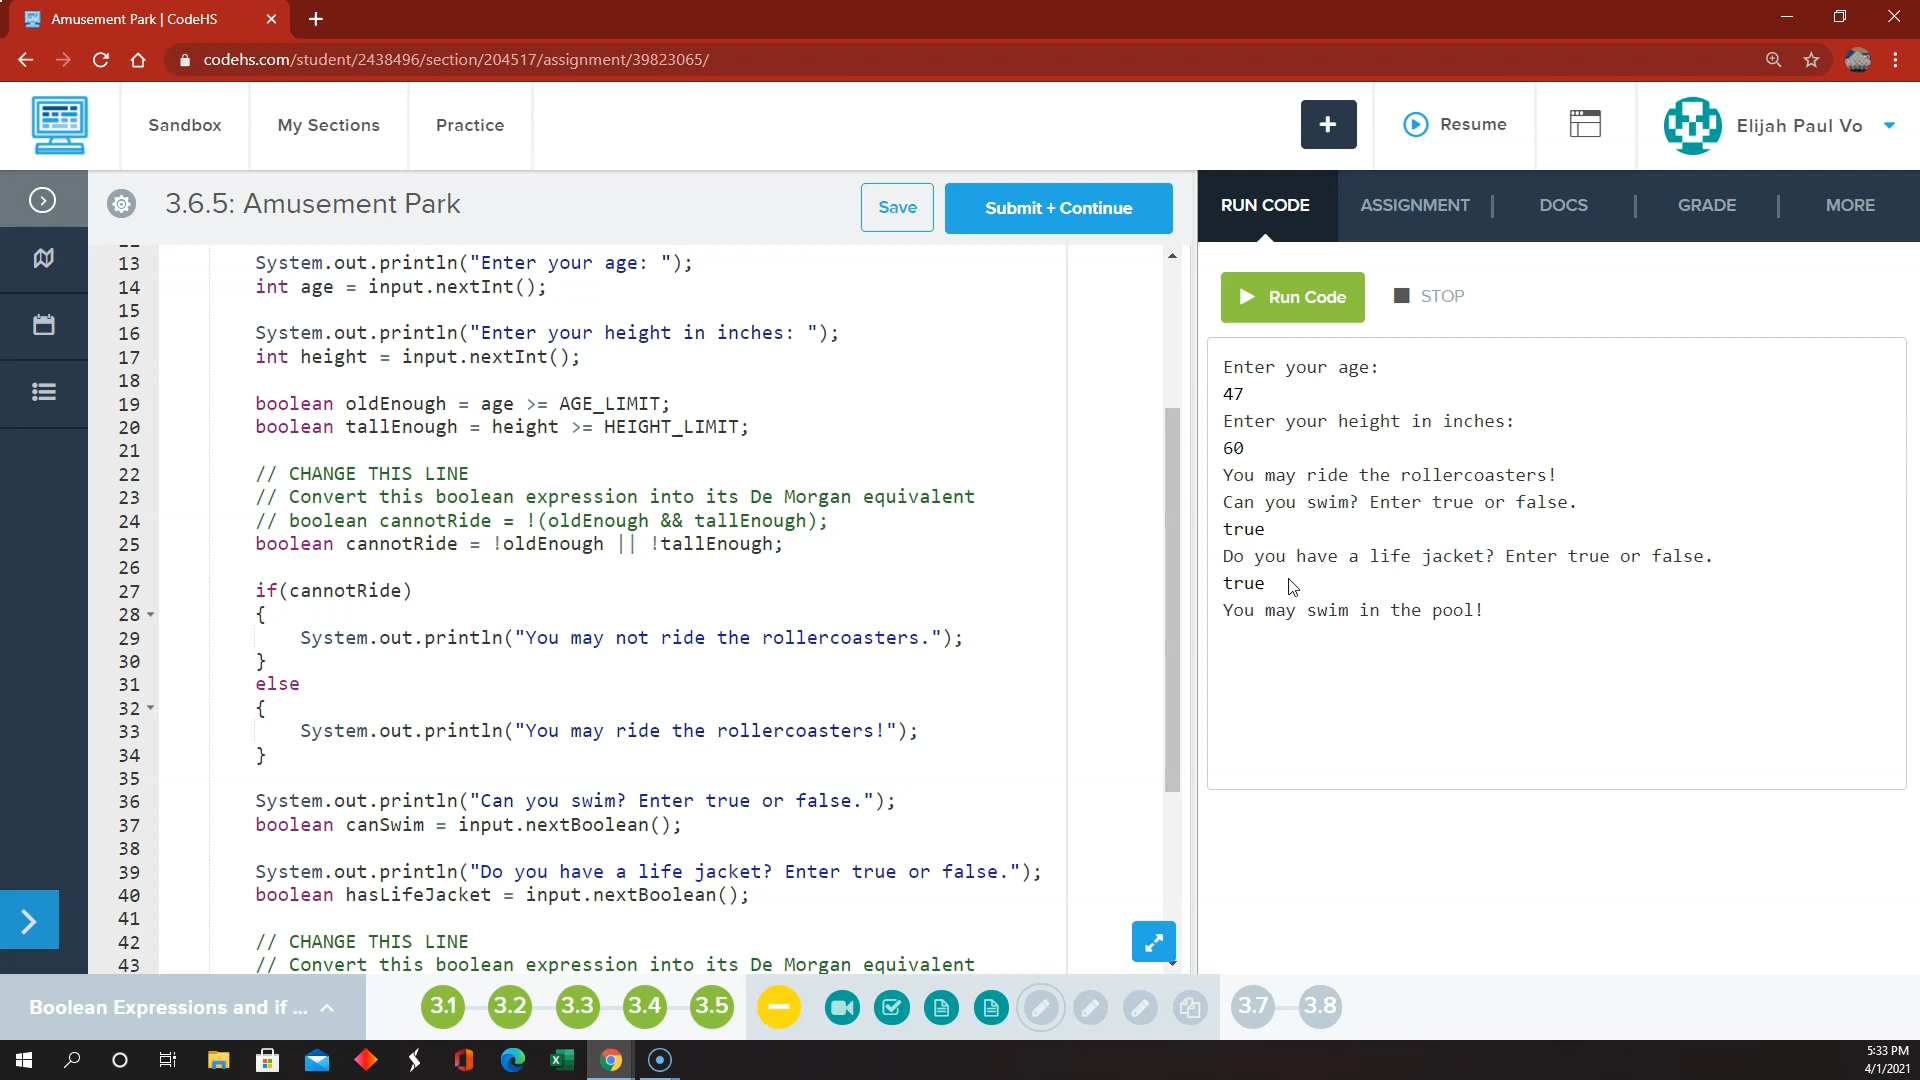 Amusement Park | CodeHS
codehs.com/student/2438496/section/204517/assignment/39823065/
Sandbox
My Sections
Practice
+
Resume
Elijah Paul Vo
3.6.5: Amusement Park
Save
Submit + Continue
RUN CODE
ASSIGNMENT
DOCS
GRADE
MORE
13 System.out.println("Enter your age: ");
14 int age = input.nextInt();
15
16 System.out.println("Enter your height in inches: ");
17 int height = input.nextInt();
18
19 boolean oldEnough = age >= AGE_LIMIT;
20 boolean tallEnough = height >= HEIGHT_LIMIT;
21
22 // CHANGE THIS LINE
23 // Convert this boolean expression into its De Morgan equivalent
24 // boolean cannotRide = !(oldEnough && tallEnough);
25 boolean cannotRide = !oldEnough || !tallEnough;
26
27 if(cannotRide)
28 {
29 System.out.println("You may not ride the rollercoasters.");
30 }
31 else
32 {
33 System.out.println("You may ride the rollercoasters!");
34 }
35
36 System.out.println("Can you swim? Enter true or false.");
37 boolean canSwim = input.nextBoolean();
38
39 System.out.println("Do you have a life jacket? Enter true or false.");
40 boolean hasLifeJacket = input.nextBoolean();
41
42 // CHANGE THIS LINE
43 // Convert this boolean expression into its De Morgan equivalent
Run Code
STOP
Enter your age:
47
Enter your height in inches:
60
You may ride the rollercoasters!
Can you swim? Enter true or false.
true
Do you have a life jacket? Enter true or false.
true
You may swim in the pool!
Boolean Expressions and if ...
3.1
3.2
3.3
3.4
3.5
3.7
3.8
5:33 PM
4/1/2021